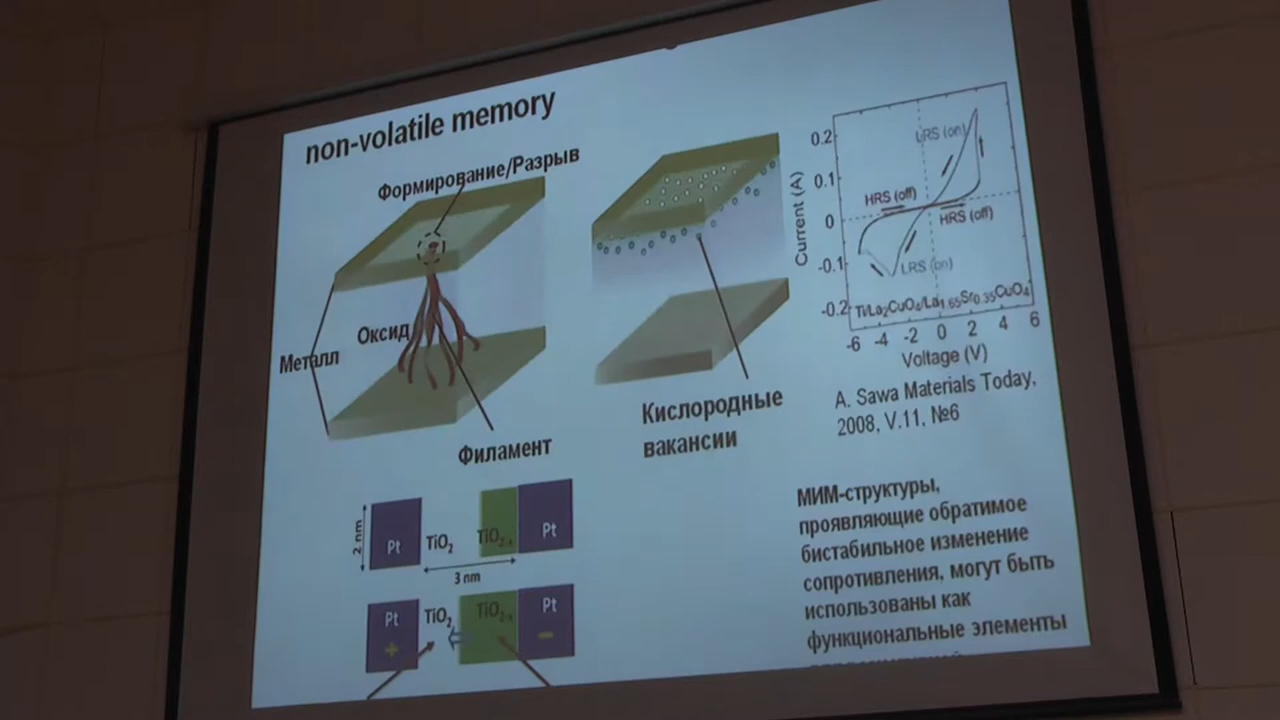 non-volatile memory
Формирование/Разрыв
Оксид
Металл
Филамент
Кислородные
вакансии
Current (A)
0.2
0.1
0
-0.1
-0.2
LRS (on)
HRS (off)
HRS (off)
LRS (on)
Ti/La2CuO4/La1.65Sr0.35CuO4
-6 -4 -2 0 2 4 6
Voltage (V)
A. Sawa Materials Today,
2008, V.11, №6
2 nm
Pt TiO2 TiO2-x Pt
3 nm
Pt TiO2 TiO2-x Pt
+ −
МИМ-структуры,
проявляющие обратимое
бистабильное изменение
сопротивления, могут быть
использованы как
функциональные элементы